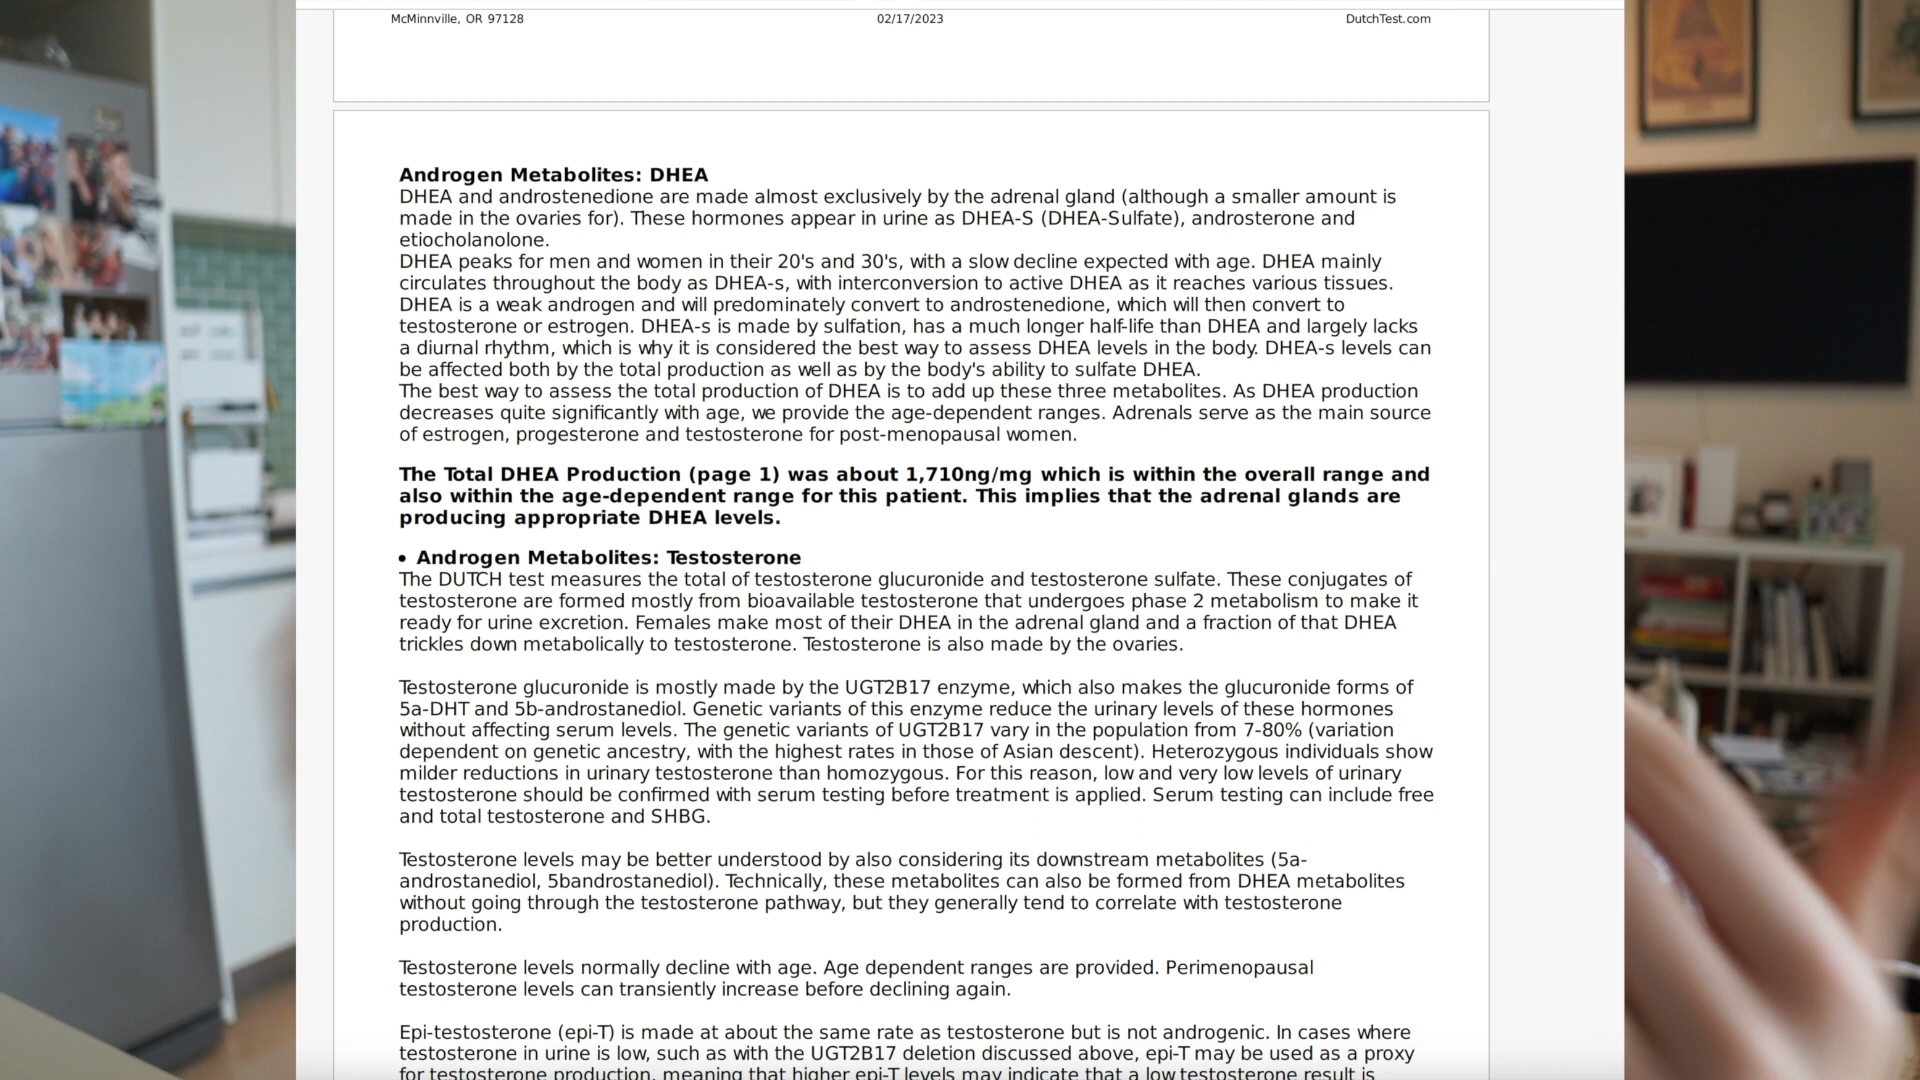 McMinnville, OR 97128 02/17/2023 DutchTest.com
Androgen Metabolites: DHEA
DHEA and androstenedione are made almost exclusively by the adrenal gland (although a smaller amount is
made in the ovaries for). These hormones appear in urine as DHEA-S (DHEA-Sulfate), androsterone and
etiocholanolone.
DHEA peaks for men and women in their 20's and 30's, with a slow decline expected with age. DHEA mainly
circulates throughout the body as DHEA-s, with interconversion to active DHEA as it reaches various tissues.
DHEA is a weak androgen and will predominately convert to androstenedione, which will then convert to
testosterone or estrogen. DHEA-s is made by sulfation, has a much longer half-life than DHEA and largely lacks
a diurnal rhythm, which is why it is considered the best way to assess DHEA levels in the body. DHEA-s levels can
be affected both by the total production as well as by the body's ability to sulfate DHEA.
The best way to assess the total production of DHEA is to add up these three metabolites. As DHEA production
decreases quite significantly with age, we provide the age-dependent ranges. Adrenals serve as the main source
of estrogen, progesterone and testosterone for post-menopausal women.
The Total DHEA Production (page 1) was about 1,710ng/mg which is within the overall range and
also within the age-dependent range for this patient. This implies that the adrenal glands are
producing appropriate DHEA levels.
• Androgen Metabolites: Testosterone
The DUTCH test measures the total of testosterone glucuronide and testosterone sulfate. These conjugates of
testosterone are formed mostly from bioavailable testosterone that undergoes phase 2 metabolism to make it
ready for urine excretion. Females make most of their DHEA in the adrenal gland and a fraction of that DHEA
trickles down metabolically to testosterone. Testosterone is also made by the ovaries.
Testosterone glucuronide is mostly made by the UGT2B17 enzyme, which also makes the glucuronide forms of
5a-DHT and 5b-androstanediol. Genetic variants of this enzyme reduce the urinary levels of these hormones
without affecting serum levels. The genetic variants of UGT2B17 vary in the population from 7-80% (variation
dependent on genetic ancestry, with the highest rates in those of Asian descent). Heterozygous individuals show
milder reductions in urinary testosterone than homozygous. For this reason, low and very low levels of urinary
testosterone should be confirmed with serum testing before treatment is applied. Serum testing can include free
and total testosterone and SHBG.
Testosterone levels may be better understood by also considering its downstream metabolites (5a-
androstanediol, 5bandrostanediol). Technically, these metabolites can also be formed from DHEA metabolites
without going through the testosterone pathway, but they generally tend to correlate with testosterone
production.
Testosterone levels normally decline with age. Age dependent ranges are provided. Perimenopausal
testosterone levels can transiently increase before declining again.
Epi-testosterone (epi-T) is made at about the same rate as testosterone but is not androgenic. In cases where
testosterone in urine is low, such as with the UGT2B17 deletion discussed above, epi-T may be used as a proxy
for testosterone production, meaning that higher epi-T levels may indicate that a low testosterone result is